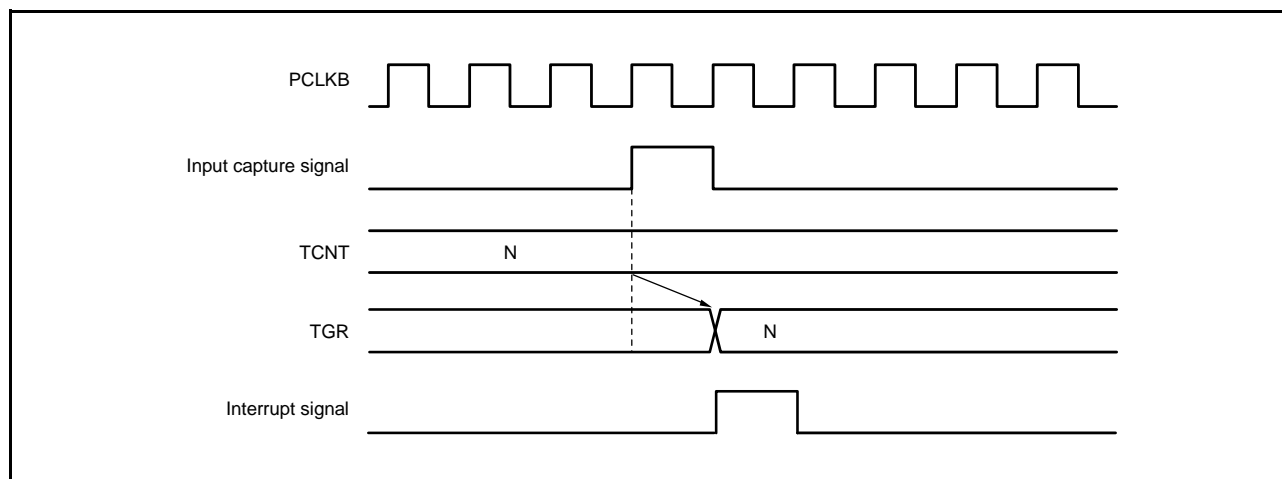 PCLKB
Input capture signal
TCNT
N
TGR
N
Interrupt signal